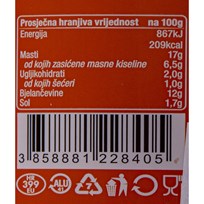 Prosječna hranjiva vrijednost na 100g
Energija 867kJ
209kcal
Masti 17g
od kojih zasićene masne kiseline 6,5g
Ugljikohidrati 2,0g
od kojih šećeri 1,0g
Bjelančevine 12g
Sol 1,7g
3 858881 228405
HR
399
EU
ALU
41
7